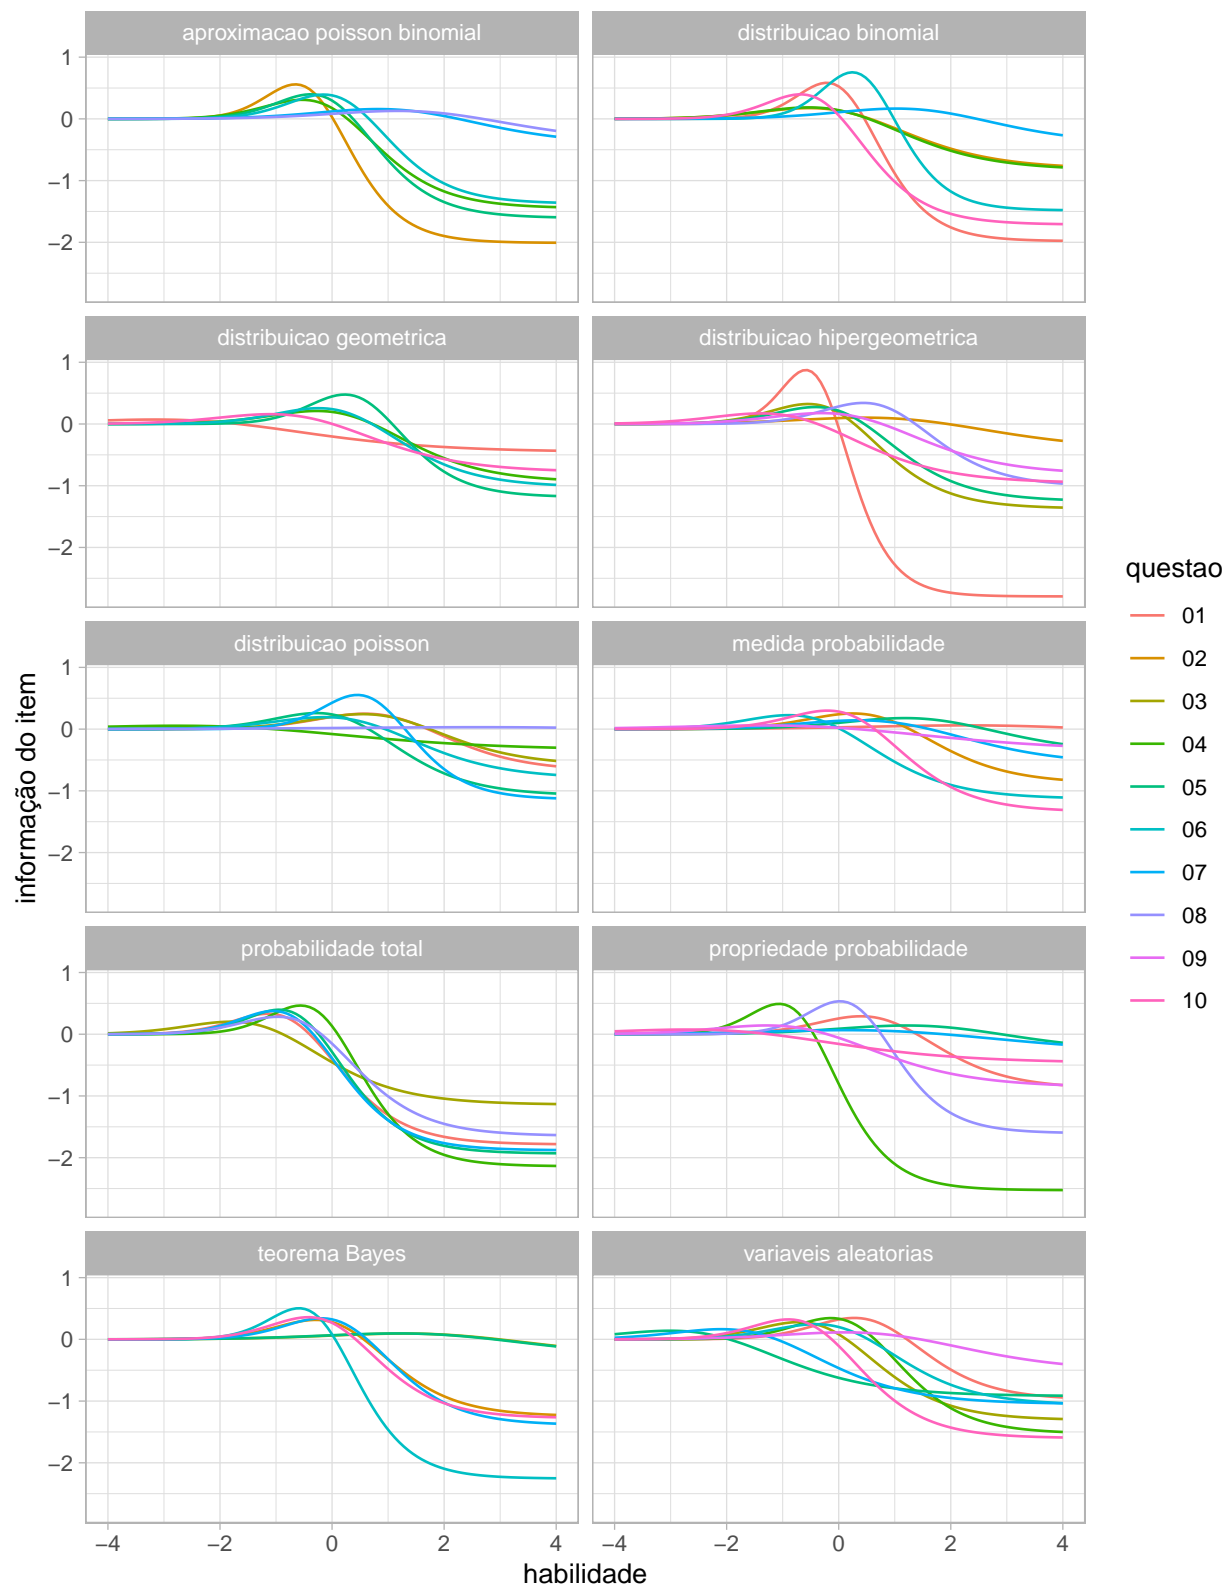 aproximacao poisson binomial
distribuicao binomial
1
0
−1
−2
distribuicao geometrica
distribuicao hipergeometrica
1
0
−1
−2
distribuicao poisson
medida probabilidade
1
0
−1
−2
probabilidade total
propriedade probabilidade
1
0
−1
−2
teorema Bayes
variaveis aleatorias
1
0
−1
−2
−4 −2 0 2 4
−4 −2 0 2 4
habilidade
informação do item
questao
01
02
03
04
05
06
07
08
09
10